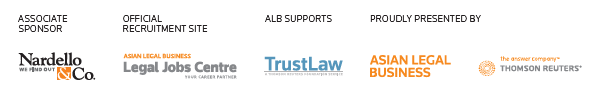 ASSOCIATE
SPONSOR
OFFICIAL
RECRUITMENT SITE
ALB SUPPORTS
PROUDLY PRESENTED BY
Nardello
WE FIND OUT &Co.
ASIAN LEGAL BUSINESS
Legal Jobs Centre
YOUR CAREER PARTNER
TrustLaw
ASIAN LEGAL
BUSINESS
The answer company™
THOMSON REUTERS®